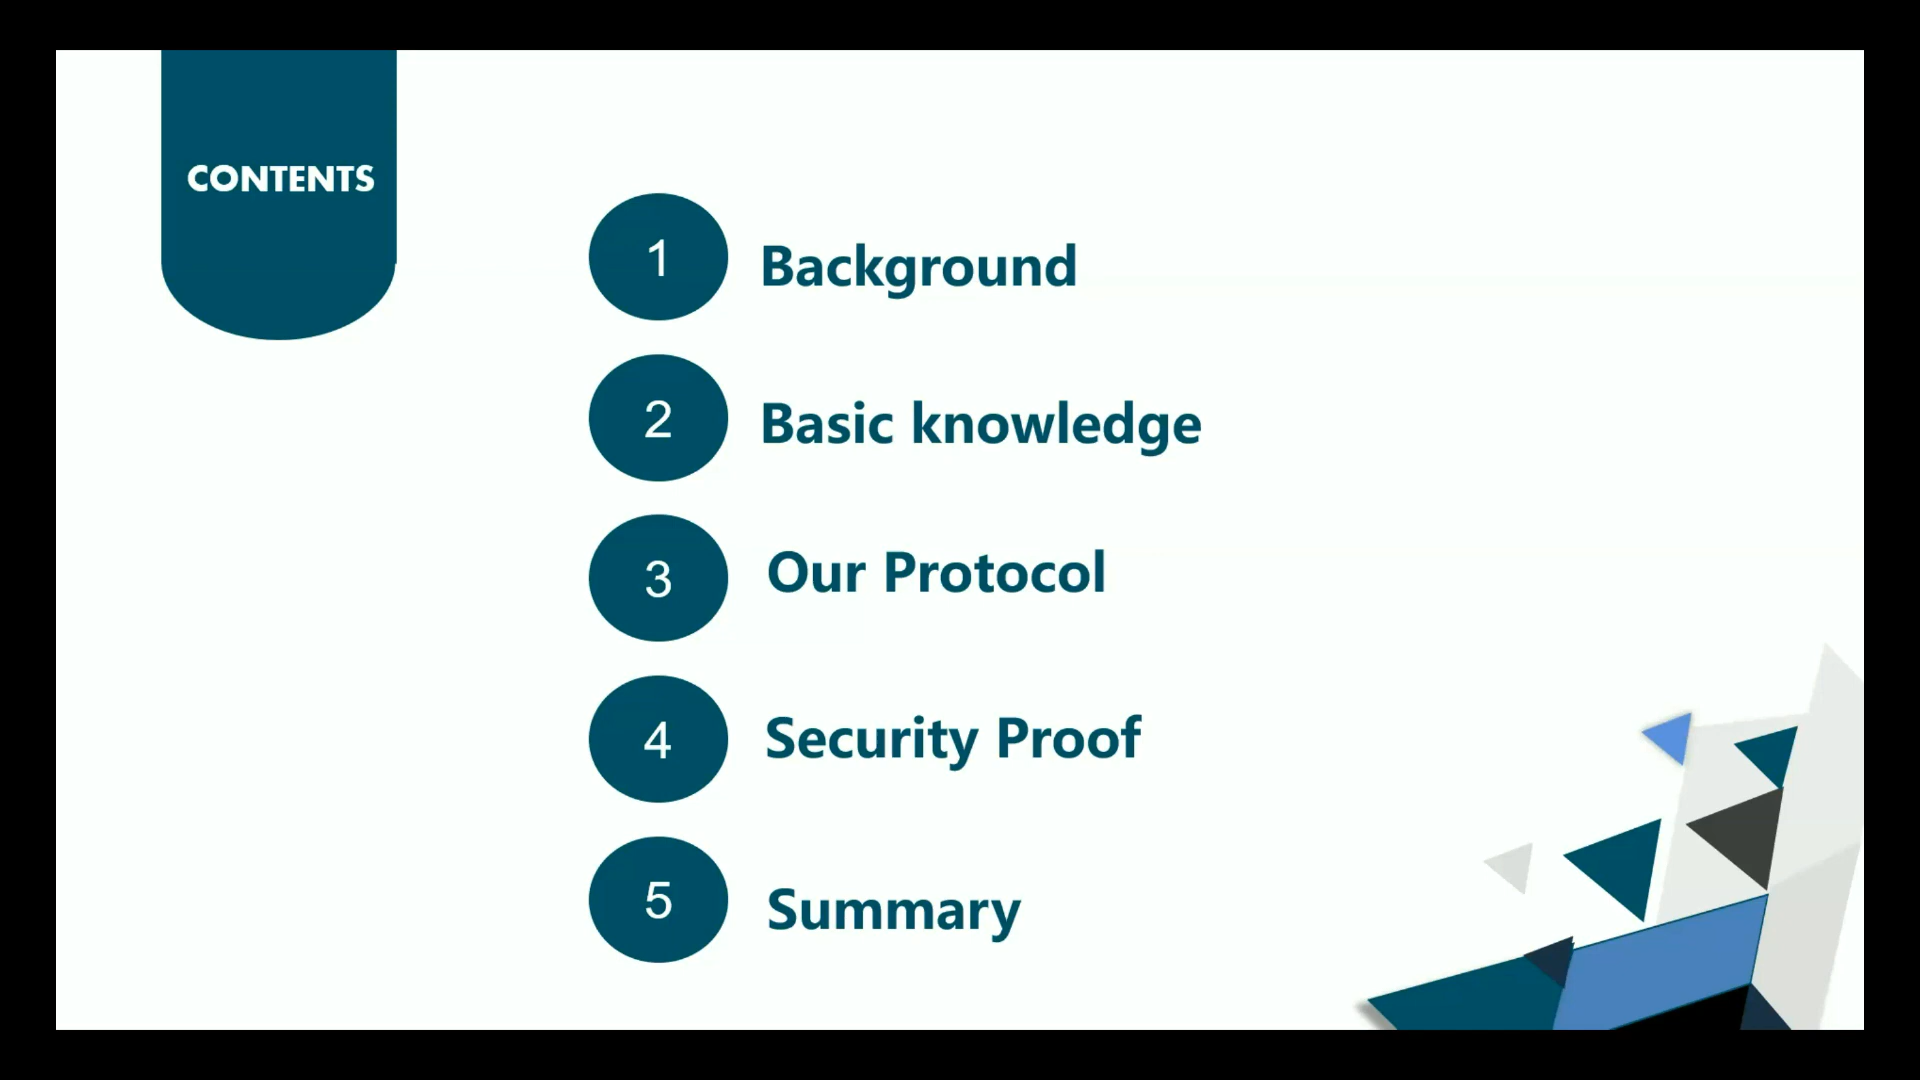 CONTENTS
1 Background
2 Basic knowledge
3 Our Protocol
4 Security Proof
5 Summary